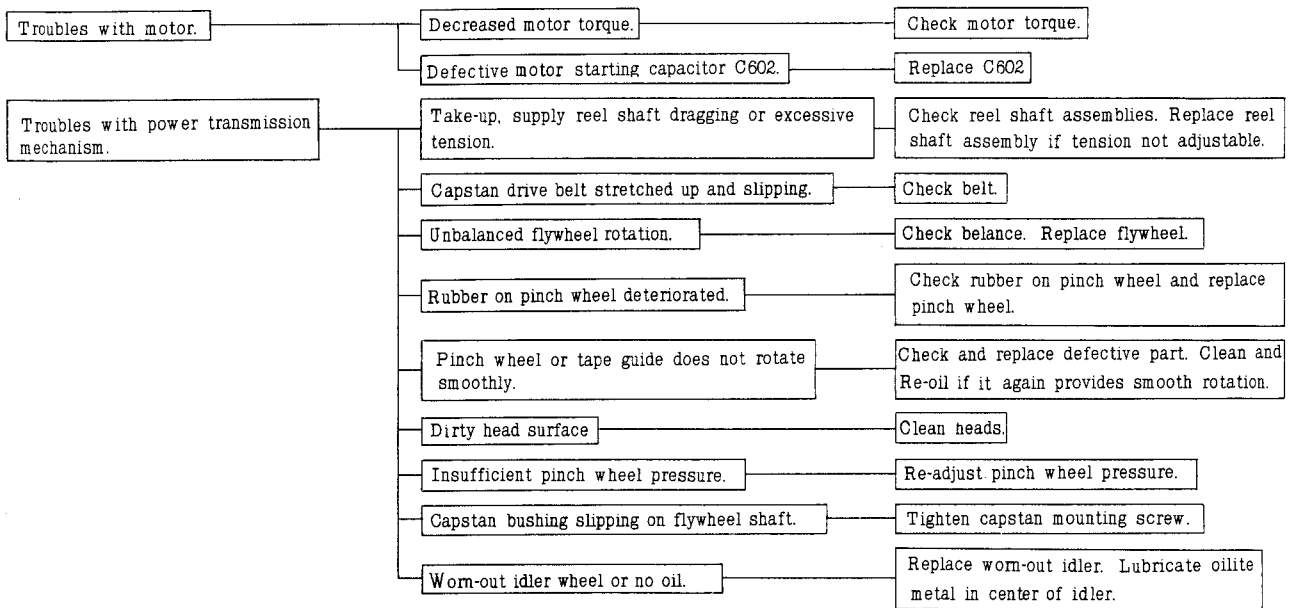 Troubles with motor.
Decreased motor torque.
Check motor torque.
Defective motor starting capacitor C602.
Replace C602
Troubles with power transmission
mechanism.
Take-up, supply reel shaft dragging or excessive
tension.
Check reel shaft assemblies. Replace reel
shaft assembly if tension not adjustable.
Capstan drive belt stretched up and slipping.
Check belt.
Unbalanced flywheel rotation.
Check belance. Replace flywheel.
Rubber on pinch wheel deteriorated.
Check rubber on pinch wheel and replace
pinch wheel.
Pinch wheel or tape guide does not rotate
smoothly.
Check and replace defective part. Clean and
Re-oil if it again provides smooth rotation.
Dirty head surface
Clean heads.
Insufficient pinch wheel pressure.
Re-adjust pinch wheel pressure.
Capstan bushing slipping on flywheel shaft.
Tighten capstan mounting screw.
Worn-out idler wheel or no oil.
Replace worn-out idler. Lubricate oilite
metal in center of idler.